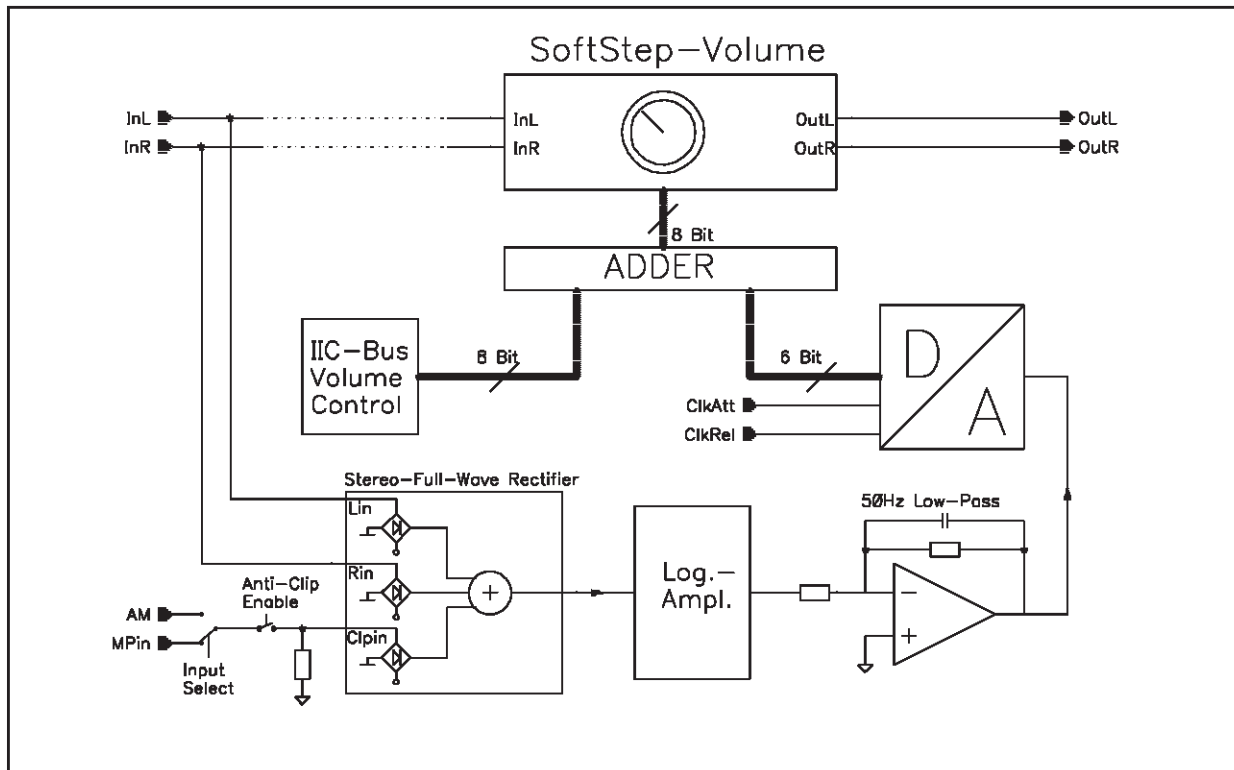 SoftStep-Volume
InL
InL
OutL
OutL
InR
InR
OutR
OutR
8 Bit
ADDER
IIC-Bus
Volume
Control
8 Bit
6 Bit
D
A
ClkAtt
ClkRel
Stereo-Full-Wave Rectifier
50Hz Low-Pass
Lin
Rin
Log.-
Ampl.
+
-
+
Anti-Clip
Enable
AM
MPin
Clpin
Input
Select